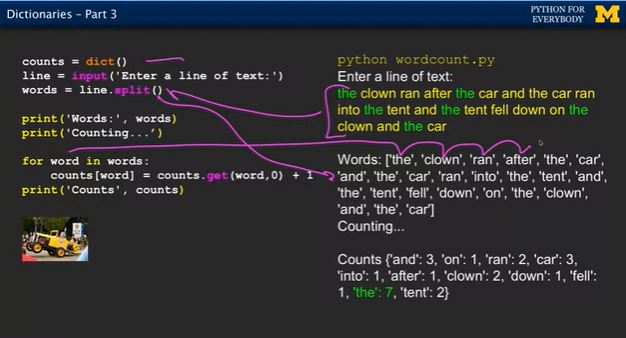 Dictionaries – Part 3
PYTHON FOR
EVERYBODY
M
counts = dict()
line = input('Enter a line of text:')
words = line.split()
print('Words:', words)
print('Counting...’)
for word in words:
counts[word] = counts.get(word,0) + 1
print('Counts', counts)
python wordcount.py
Enter a line of text:
the clown ran after the car and the car ran
into the tent and the tent fell down on the
clown and the car
Words: ['the', 'clown', 'ran', 'after', 'the', 'car',
'and', 'the', 'car', 'ran', 'into', 'the', 'tent', 'and',
'the', 'tent', 'fell', 'down', 'on', 'the', 'clown',
'and', 'the', 'car']
Counting...
Counts {'and': 3, 'on': 1, 'ran': 2, 'car': 3,
'into': 1, 'after': 1, 'clown': 2, 'down': 1, 'fell':
1, 'the': 7, 'tent': 2}